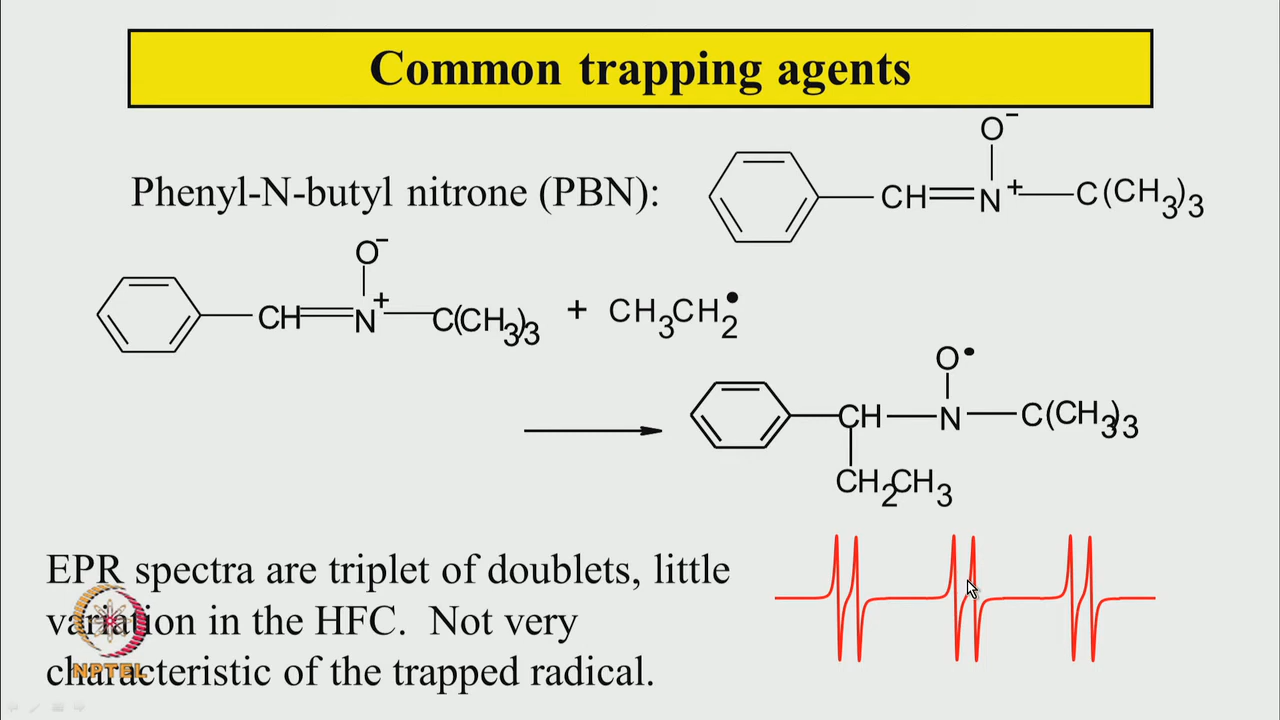 Common trapping agents
Phenyl-N-butyl nitrone (PBN):
O⁻
CH=N⁺—C(CH₃)₃
O⁻
CH=N⁺—C(CH₃)₃ + CH₃CH₂•
O•
CH—N—C(CH₃)₃
CH₂CH₃
EPR spectra are triplet of doublets, little
variation in the HFC. Not very
characteristic of the trapped radical.
NPTEL